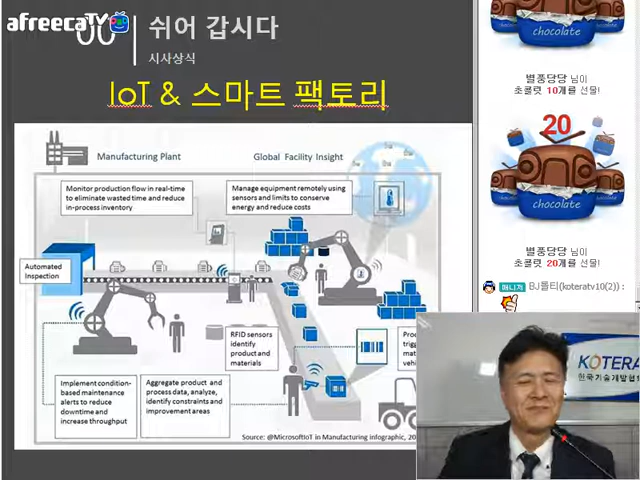 afreecaTV
쉬어 갑시다
시사상식
IoT & 스마트 팩토리
Manufacturing Plant
Global Facility Insight
Monitor production flow in real-time
to eliminate wasted time and reduce
in-process inventory
Manage equipment remotely using
sensors and limits to conserve
energy and reduce costs
Automated
Inspection
RFID sensors
identify
product and
materials
Implement condition-
based maintenance
alerts to reduce
downtime and
increase throughput
Aggregate product and
process data, analyze,
identify constraints and
improvement areas
Source: @MicrosoftIoT in Manufacturing Infographic, 20
chocolate
별풍당당 님이
초콜릿 10개를 선물!
20
chocolate
별풍당당 님이
초콜릿 20개를 선물!
매니저 BJ폴티(koteratv10(2)) :
KOTERA
한국기술개발협